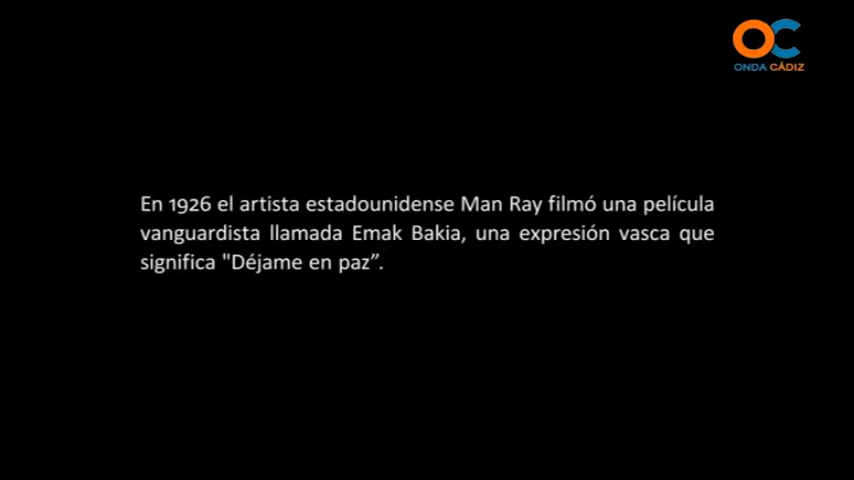 OC
ONDA CÁDIZ
En 1926 el artista estadounidense Man Ray filmó una película
vanguardista llamada Emak Bakia, una expresión vasca que
significa "Déjame en paz”.